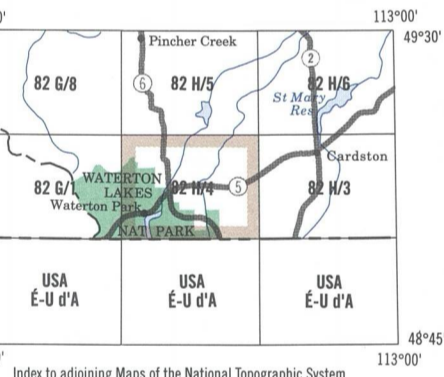 0'
113°00'
49°30'
Pincher Creek
2
6
82 G/8
82 H/5
82 H/6
St Mary
Res
Cardston
WATERTON
LAKES
82 G/1
82 H/4
5
82 H/3
Waterton Park
NAT PARK
USA
É-U d'A
USA
É-U d'A
USA
É-U d'A
48°45
0'
113°00'
Index to adjoining Maps of the National Topographic System